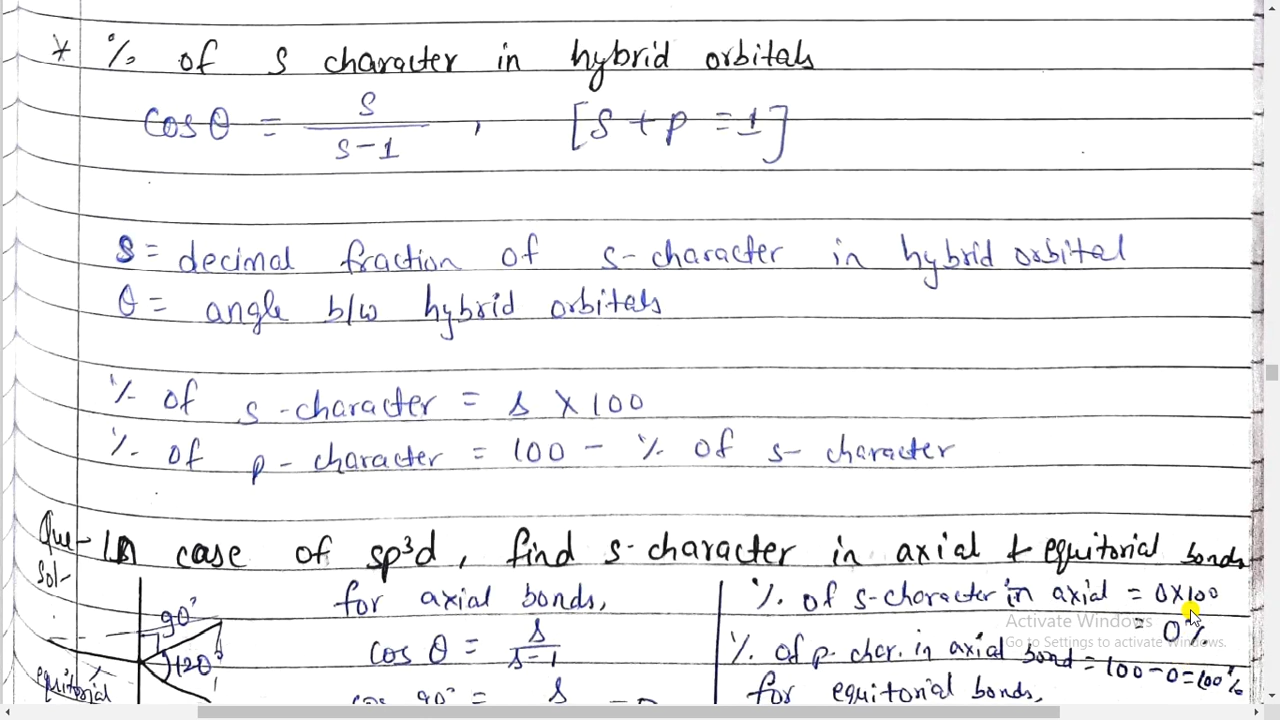 * % of s character in hybrid orbitals
cos θ = s / s-1 , [s + p = 1]
s = decimal fraction of s-character in hybrid orbital
θ = angle b/w hybrid orbitals
% of s-character = s × 100
% of p-character = 100 - % of s-character
Que- In case of sp³d, find s-character in axial & equitorial bonds
Sol-
90°
120°
equitorial
for axial bonds,
cos θ = s / s-1
cos 90° = s
% of s-character in axial = 0×100
= 0%
% of p-char. in axial bond = 100-0=100%
for equitorial bonds,
Activate Windows
Go to Settings to activate Windows.